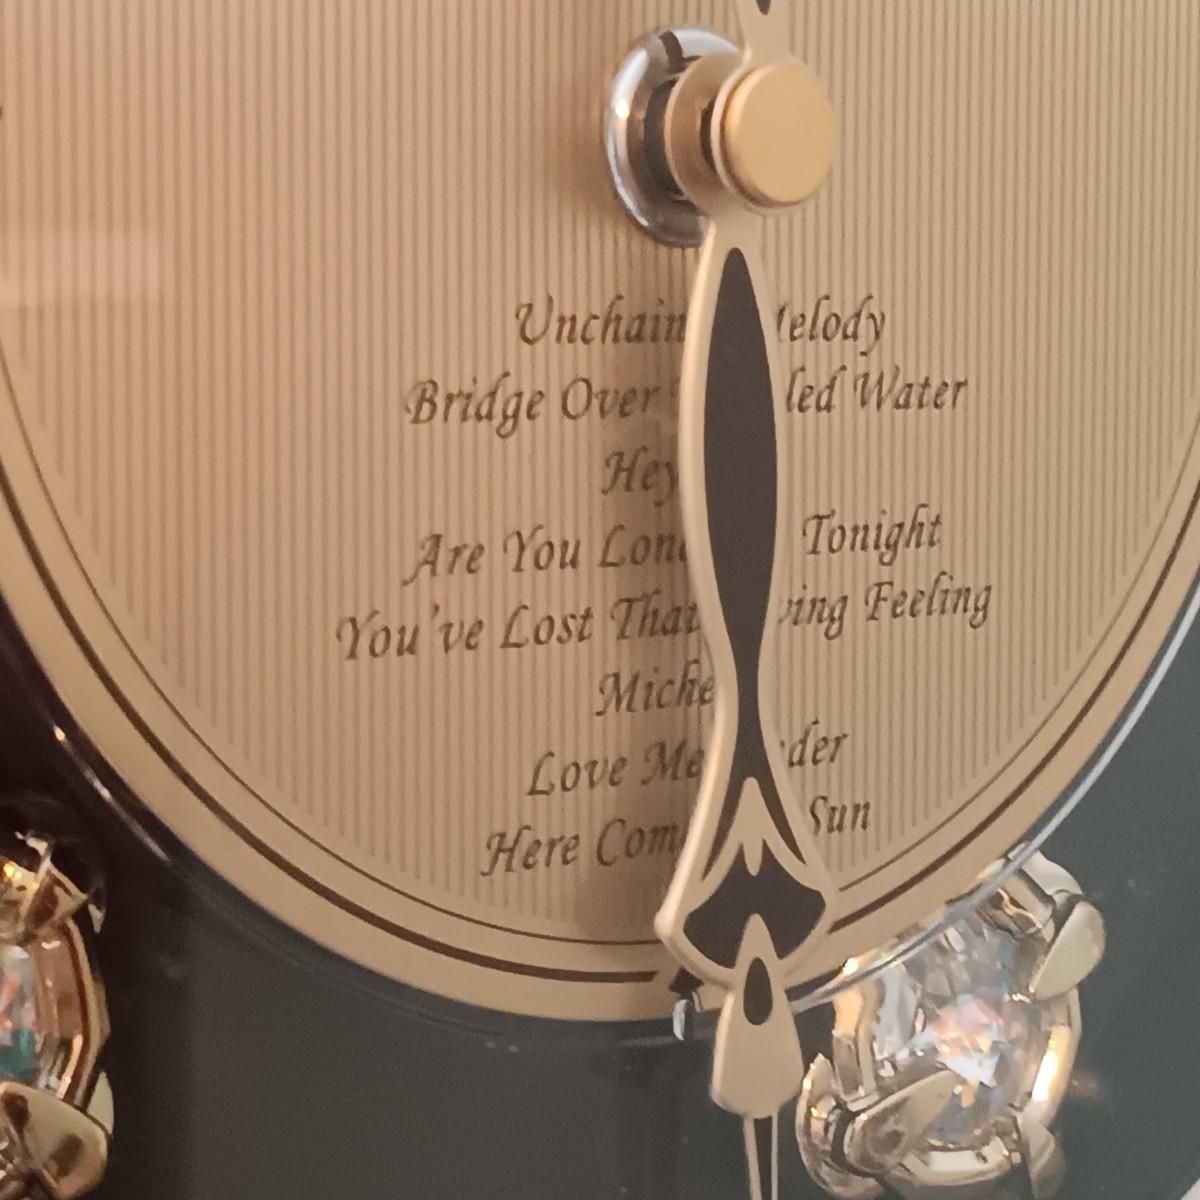 Unchain elody
Bridge Over led Water
Hey
Are You Lone Tonight
You've Lost That ving Feeling
Miche
Love Me der
Here Com Sun